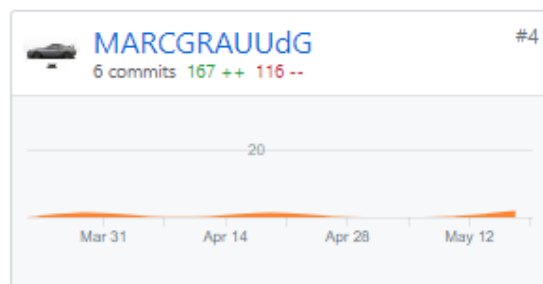 MARCGRAUUdG
#4
6 commits 167 ++ 116 --
20
Mar 31 Apr 14 Apr 28 May 12